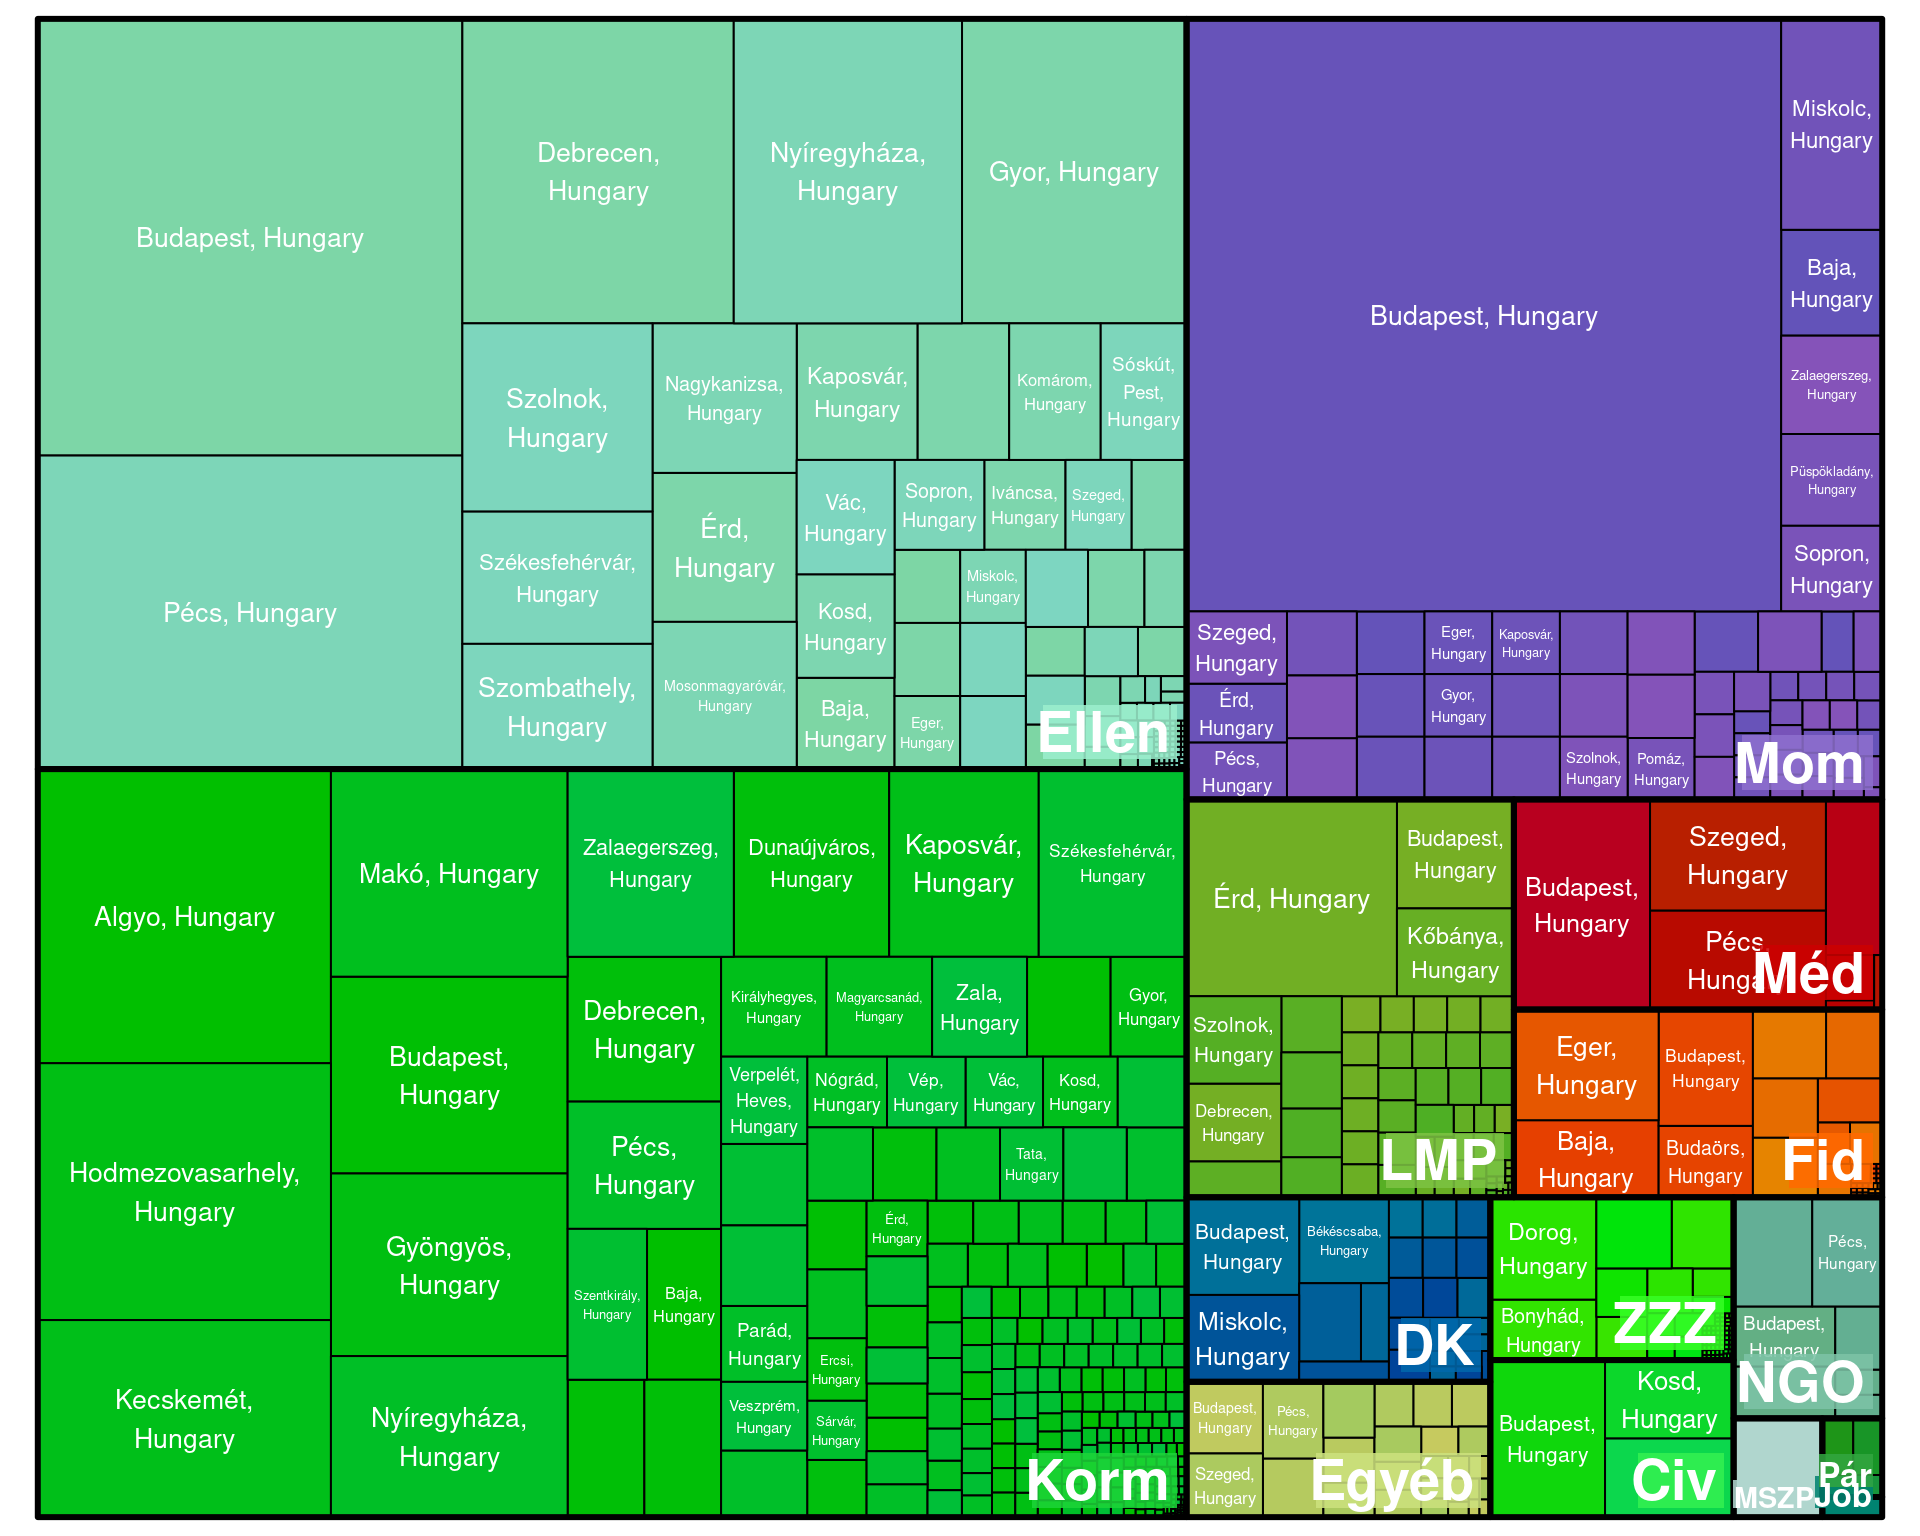 Budapest, Hungary
Pécs, Hungary
Debrecen,
Hungary
Nyíregyháza,
Hungary
Gyor, Hungary
Szolnok,
Hungary
Székesfehérvár,
Hungary
Szombathely,
Hungary
Nagykanizsa,
Hungary
Érd,
Hungary
Mosonmagyaróvár,
Hungary
Kaposvár,
Hungary
Komárom,
Hungary
Sóskút,
Pest,
Hungary
Vác,
Hungary
Sopron,
Hungary
Iváncsa,
Hungary
Szeged,
Hungary
Kosd,
Hungary
Miskolc,
Hungary
Baja,
Hungary
Eger,
Hungary
Ellen
Budapest, Hungary
Miskolc,
Hungary
Baja,
Hungary
Zalaegerszeg,
Hungary
Püspökladány,
Hungary
Sopron,
Hungary
Szeged,
Hungary
Érd,
Hungary
Pécs,
Hungary
Eger,
Hungary
Kaposvár,
Hungary
Gyor,
Hungary
Szolnok,
Hungary
Pomáz,
Hungary
Mom
Algyo, Hungary
Hodmezovasarhely,
Hungary
Kecskemét,
Hungary
Makó, Hungary
Budapest,
Hungary
Gyöngyös,
Hungary
Nyíregyháza,
Hungary
Zalaegerszeg,
Hungary
Dunaújváros,
Hungary
Kaposvár,
Hungary
Székesfehérvár,
Hungary
Debrecen,
Hungary
Pécs,
Hungary
Szentkirály,
Hungary
Baja,
Hungary
Királyhegyes,
Hungary
Magyarcsanád,
Hungary
Zala,
Hungary
Gyor,
Hungary
Verpelét,
Heves,
Hungary
Nógrád,
Hungary
Vép,
Hungary
Vác,
Hungary
Kosd,
Hungary
Tata,
Hungary
Érd,
Hungary
Parád,
Hungary
Ercsi,
Hungary
Veszprém,
Hungary
Sárvár,
Hungary
Korm
Érd, Hungary
Budapest,
Hungary
Kőbánya,
Hungary
Szolnok,
Hungary
Debrecen,
Hungary
LMP
Budapest,
Hungary
Szeged,
Hungary
Pécs,
Hungary
Méd
Eger,
Hungary
Budapest,
Hungary
Baja,
Hungary
Budaörs,
Hungary
Fid
Budapest,
Hungary
Békéscsaba,
Hungary
Miskolc,
Hungary
DK
Dorog,
Hungary
Bonyhád,
Hungary
ZZZ
Pécs,
Hungary
Budapest,
Hungary
NGO
Budapest,
Hungary
Pécs,
Hungary
Szeged,
Hungary
Egyéb
Budapest,
Hungary
Kosd,
Hungary
Civ
MSZP
Pár
Job